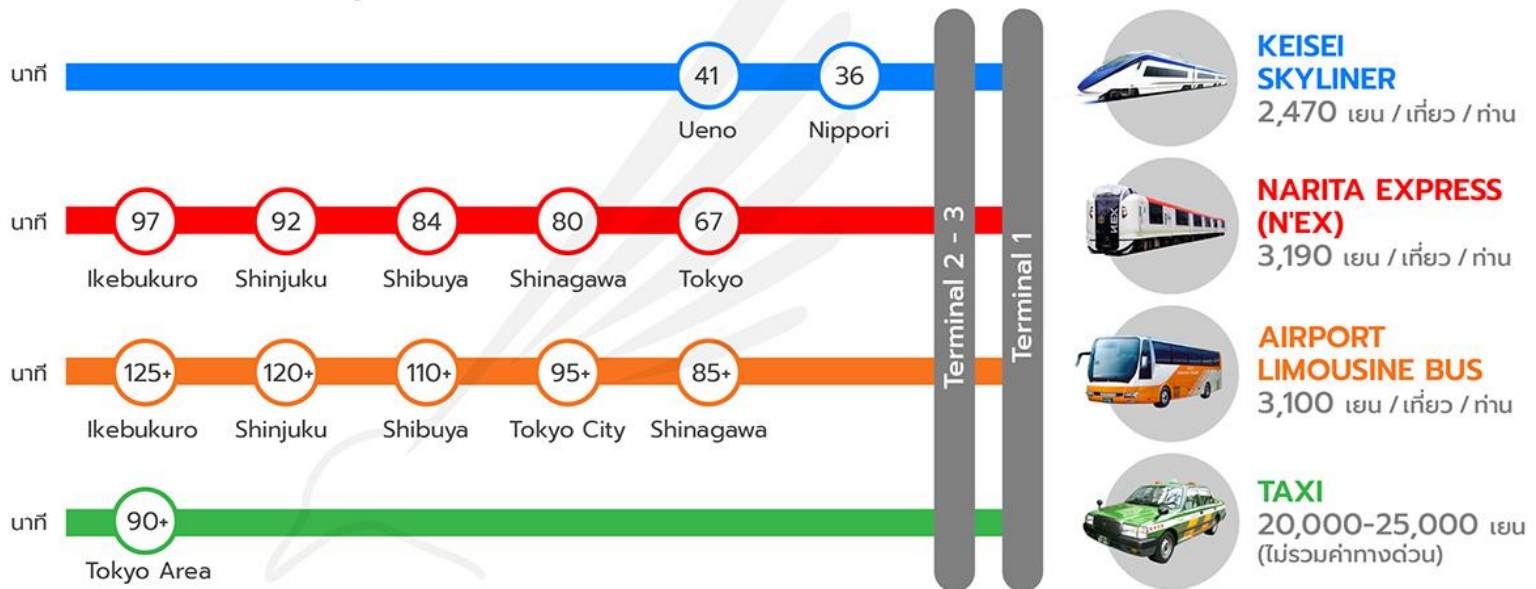 นาที
41
36
Ueno
Nippori
KEISEI
SKYLINER
2,470 เยน / เที่ยว / ท่าน
นาที
97
92
84
80
67
Ikebukuro
Shinjuku
Shibuya
Shinagawa
Tokyo
NARITA EXPRESS
(N'EX)
3,190 เยน / เที่ยว / ท่าน
N'EX
Terminal 2 - 3
Terminal 1
นาที
125+
120+
110+
95+
85+
Ikebukuro
Shinjuku
Shibuya
Tokyo City
Shinagawa
AIRPORT
LIMOUSINE BUS
3,100 เยน / เที่ยว / ท่าน
นาที
90+
Tokyo Area
TAXI
20,000-25,000 เยน
(ไม่รวมค่าทางด่วน)